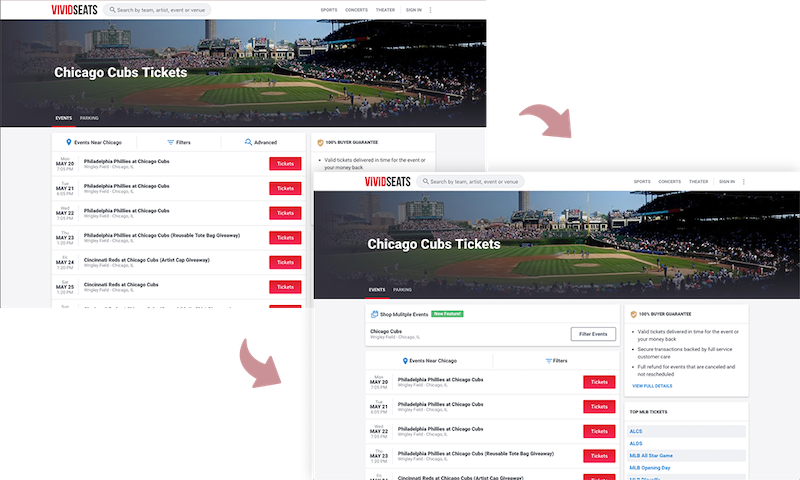 VIVIDSEATS
Search by team, artist, event or venue
SPORTS CONCERTS THEATER SIGN IN
Chicago Cubs Tickets
EVENTS PARKING
Events Near Chicago Filters Advanced
Mon
MAY 20
7:05 PM
Philadelphia Phillies at Chicago Cubs
Wrigley Field - Chicago, IL
Tickets
Tue
MAY 21
6:05 PM
Philadelphia Phillies at Chicago Cubs
Wrigley Field - Chicago, IL
Tickets
Wed
MAY 22
7:05 PM
Philadelphia Phillies at Chicago Cubs
Wrigley Field - Chicago, IL
Tickets
Thu
MAY 23
1:20 PM
Philadelphia Phillies at Chicago Cubs (Reusable Tote Bag Giveaway)
Wrigley Field - Chicago, IL
Tickets
Fri
MAY 24
1:20 PM
Cincinnati Reds at Chicago Cubs (Artist Cap Giveaway)
Wrigley Field - Chicago, IL
Tickets
Sat
MAY 25
1:20 PM
Cincinnati Reds at Chicago Cubs
Wrigley Field - Chicago, IL
Tickets
100% BUYER GUARANTEE
Valid tickets delivered in time for the event or
your money back
VIVIDSEATS
Search by team, artist, event or venue
SPORTS CONCERTS THEATER SIGN IN
Chicago Cubs Tickets
EVENTS PARKING
Shop Mulitple Events New Feature!
Chicago Cubs
Wrigley Field - Chicago, IL
Filter Events
Events Near Chicago Filters
Mon
MAY 20
7:05 PM
Philadelphia Phillies at Chicago Cubs
Wrigley Field - Chicago, IL
Tickets
Tue
MAY 21
6:05 PM
Philadelphia Phillies at Chicago Cubs
Wrigley Field - Chicago, IL
Tickets
Wed
MAY 22
7:05 PM
Philadelphia Phillies at Chicago Cubs
Wrigley Field - Chicago, IL
Tickets
Thu
MAY 23
1:20 PM
Philadelphia Phillies at Chicago Cubs (Reusable Tote Bag Giveaway)
Wrigley Field - Chicago, IL
Tickets
Fri
Cincinnati Reds at Chicago Cubs (Artist Cap Giveaway)
100% BUYER GUARANTEE
Valid tickets delivered in time for the event or
your money back
Secure transactions backed by full service
customer care
Full refund for events that are canceled and
not rescheduled
VIEW FULL DETAILS
TOP MLB TICKETS
ALCS
ALDS
MLB All Star Game
MLB Opening Day